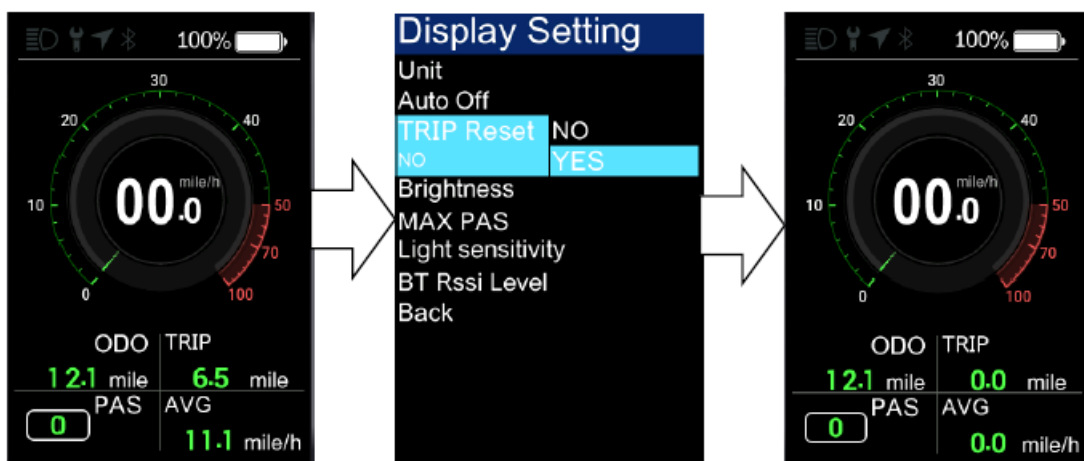 100%
30
20
40
mile/h
00.0
10
50
70
0
100
ODO TRIP
12.1 mile 6.5 mile
PAS AVG
0
11.1 mile/h
Display Setting
Unit
Auto Off
TRIP Reset NO
NO YES
Brightness
MAX PAS
Light sensitivity
BT Rssi Level
Back
100%
30
20
40
mile/h
00.0
10
50
70
0
100
ODO TRIP
12.1 mile 0.0 mile
PAS AVG
0
0.0 mile/h